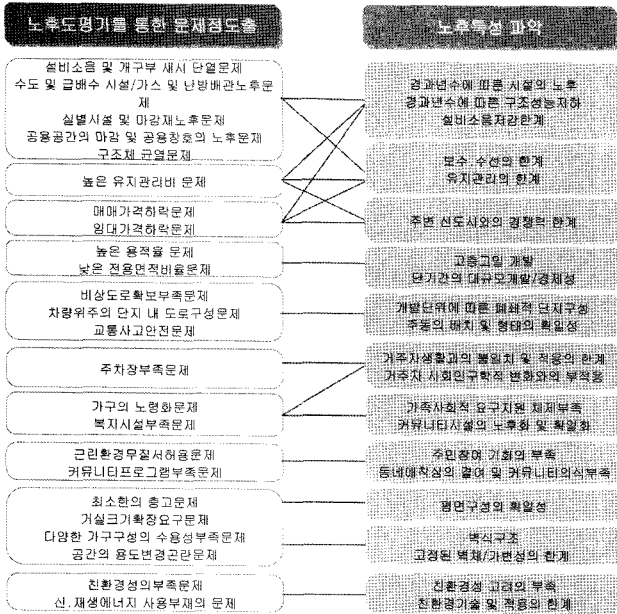 노후도평가를 통한 문제점도출
설비소음 및 개구부 새시 단열문제
수도 및 급배수 시설/가스 및 난방배관노후문
제
실별시설 및 마감재노후문제
공용공간의 마감 및 공용창호의 노후문제
구조체 균열문제
높은 유지관리비 문제
매매가격하락문제
임대가격하락문제
높은 용적율 문제
낮은 전용면적비율문제
비상도로확보부족문제
차량위주의 단지 내 도로구성문제
교통사고안전문제
주차장부족문제
가구의 노령화문제
복지시설부족문제
근린환경무질서허용문제
커뮤니티프로그램부족문제
최소한의 층고문제
거실크기확장요구문제
다양한 가구구성의 수용성부족문제
공간의 용도변경곤란문제
친환경성의부족문제
신.재생에너지 사용부재의 문제
노후특성 파악
경과년수에 따른 시설의 노후
경과년수에 따른 구조성능저하
설비소음저감한계
보수 수선의 한계
유지관리의 한계
주변 신도시와의 경쟁력 한계
고층고밀 개발
단기간의 대규모개발/경제성
개발단위에 따른 폐쇄적 단지구성
주동의 배치 및 형태의 획일성
거주자생활과의 불일치 및 적응의 한계
거주자 사회인구학적 변화와의 부적응
가족사회적 요구지원 체제부족
커뮤니티시설의 노후화 및 획일화
주민참여 기회의 부족
동네애착심의 결여 및 커뮤니티의식부족
평면구성의 획일성
벽식구조
고정된 벽체/가변성의 한계
친환경성 고려의 부족
친환경기술 및 적용의 한계